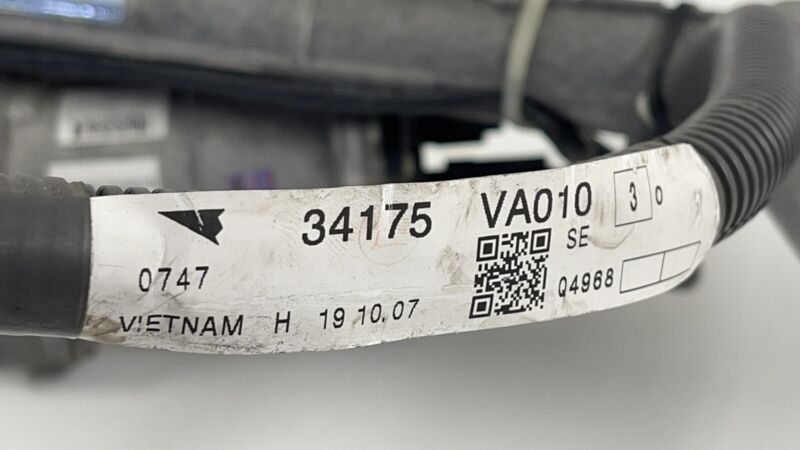 34175 VA010 3 o
0747 SE
Q4968
VIETNAM H 19 10.07